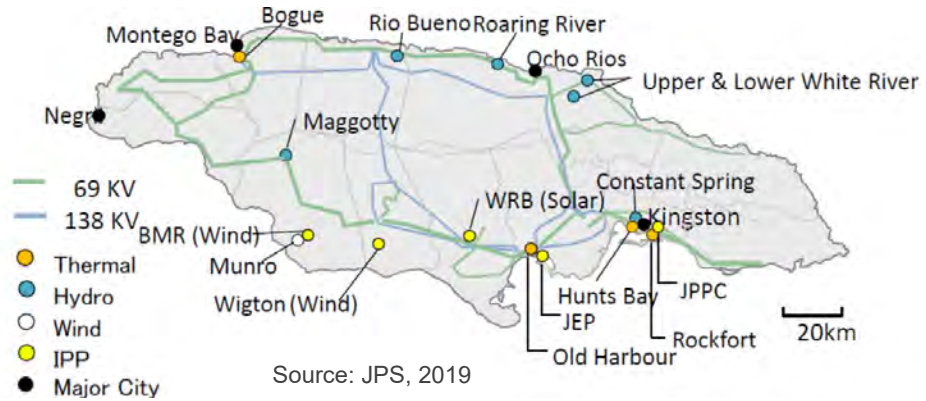 Bogue
Montego Bay
Rio Bueno
Roaring River
Ocho Rios
Upper & Lower White River
Negril
Maggotty
69 KV
138 KV
WRB (Solar)
Constant Spring
Kingston
BMR (Wind)
Munro
Wigton (Wind)
Hunts Bay
JPPC
JEP
Rockfort
Old Harbour
20km
Thermal
Hydro
Wind
IPP
Major City
Source: JPS, 2019